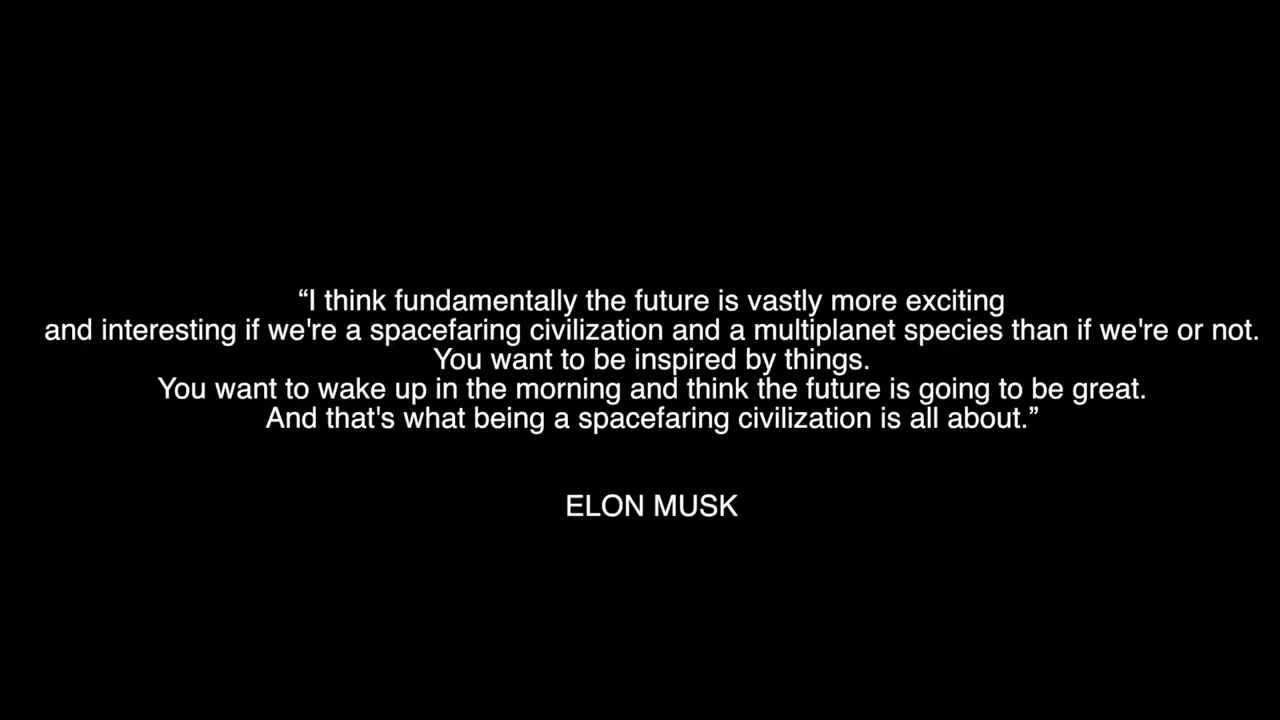 “I think fundamentally the future is vastly more exciting
and interesting if we're a spacefaring civilization and a multiplanet species than if we're or not.
You want to be inspired by things.
You want to wake up in the morning and think the future is going to be great.
And that's what being a spacefaring civilization is all about.”
ELON MUSK